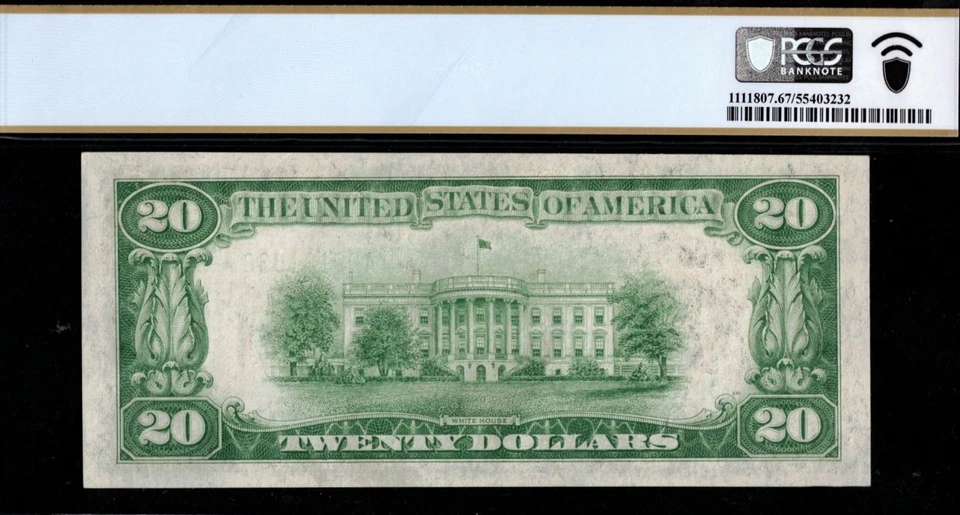 PCGS
BANKNOTE
1111807.67/55403232
20 THE UNITED STATES OF AMERICA 20
WHITE HOUSE
20 TWENTY DOLLARS 20